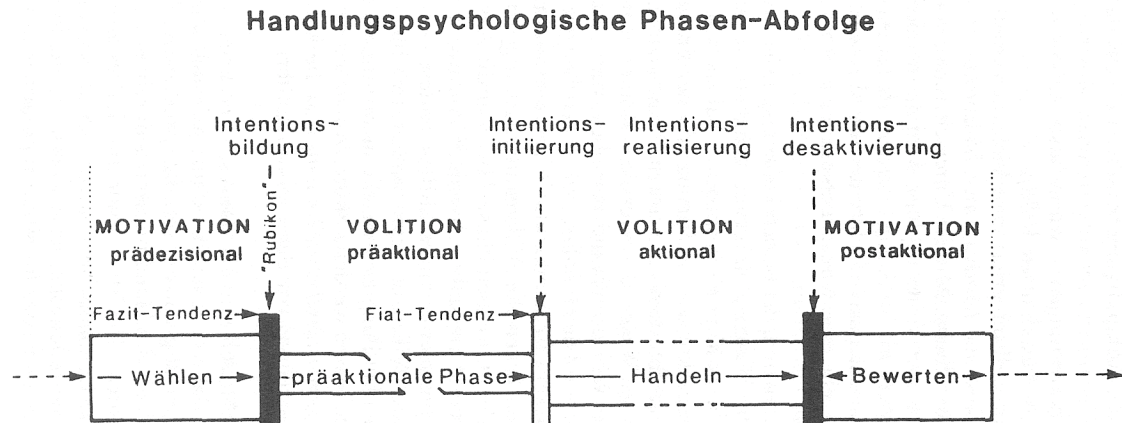 Handlungspsychologische Phasen-Abfolge
Intentions-
bildung
Intentions-
initiierung
Intentions-
realisierung
Intentions-
desaktivierung
"Rubikon"
MOTIVATION
prädezisional
VOLITION
präaktional
VOLITION
aktional
MOTIVATION
postaktional
Fazit-Tendenz
Fiat-Tendenz
Wählen
präaktionale Phase
Handeln
Bewerten